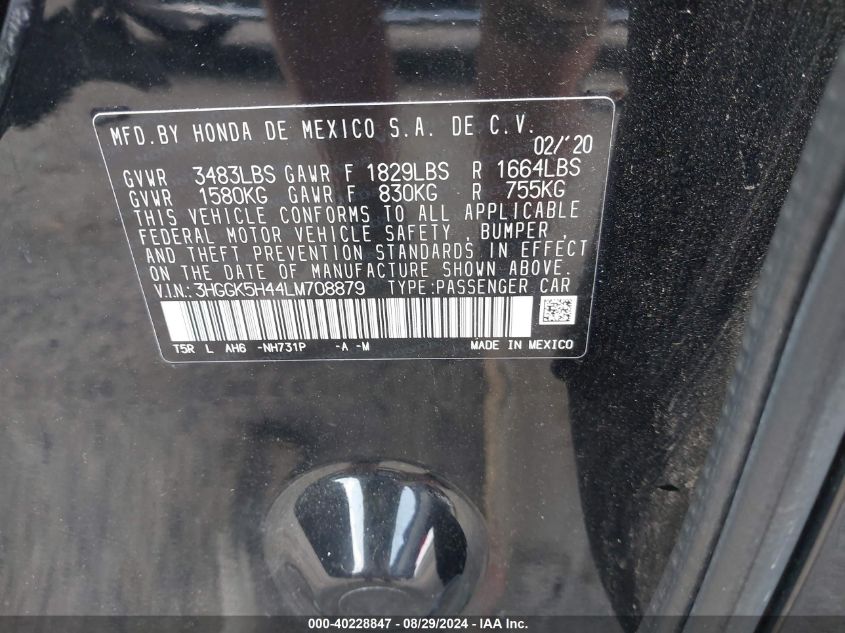 MFD.BY HONDA DE MEXICO S.A. DE C.V.
02/'20
GVWR 3483LBS GAWR F 1829LBS R 1664LBS
GVWR 1580KG GAWR F 830KG R 755KG
THIS VEHICLE CONFORMS TO ALL APPLICABLE
FEDERAL MOTOR VEHICLE SAFETY, BUMPER,
AND THEFT PREVENTION STANDARDS IN EFFECT
ON THE DATE OF MANUFACTURE SHOWN ABOVE.
V.I.N.:3HGGK5H44LM708879 TYPE:PASSENGER CAR
T5R L AH6 -NH731P -A -M MADE IN MEXICO
000-40228847 - 08/29/2024 - IAA Inc.